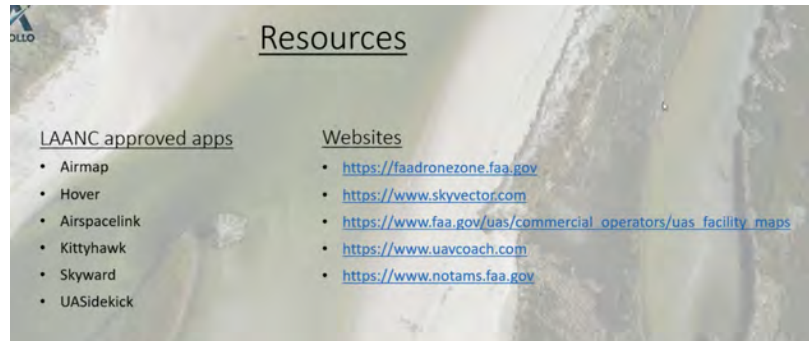 OLLO
Resources
LAANC approved apps
• Airmap
• Hover
• Airspacelink
• Kittyhawk
• Skyward
• UASidekick
Websites
• https://faadronezone.faa.gov
• https://www.skyvector.com
• https://www.faa.gov/uas/commercial_operators/uas_facility_maps
• https://www.uavcoach.com
• https://www.notams.faa.gov